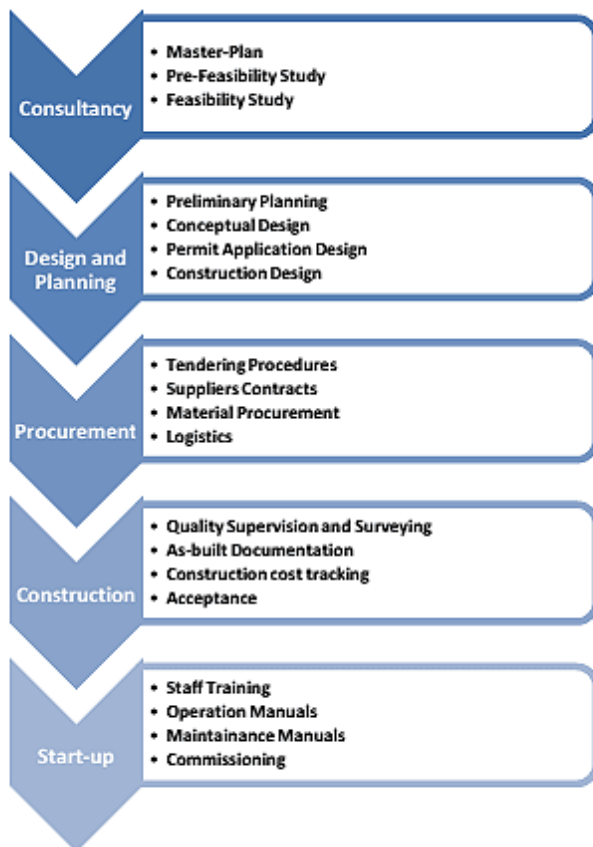 Consultancy
• Master-Plan
• Pre-Feasibility Study
• Feasibility Study
Design and
Planning
• Preliminary Planning
• Conceptual Design
• Permit Application Design
• Construction Design
Procurement
• Tendering Procedures
• Suppliers Contracts
• Material Procurement
• Logistics
Construction
• Quality Supervision and Surveying
• As-built Documentation
• Construction cost tracking
• Acceptance
Start-up
• Staff Training
• Operation Manuals
• Maintainance Manuals
• Commissioning